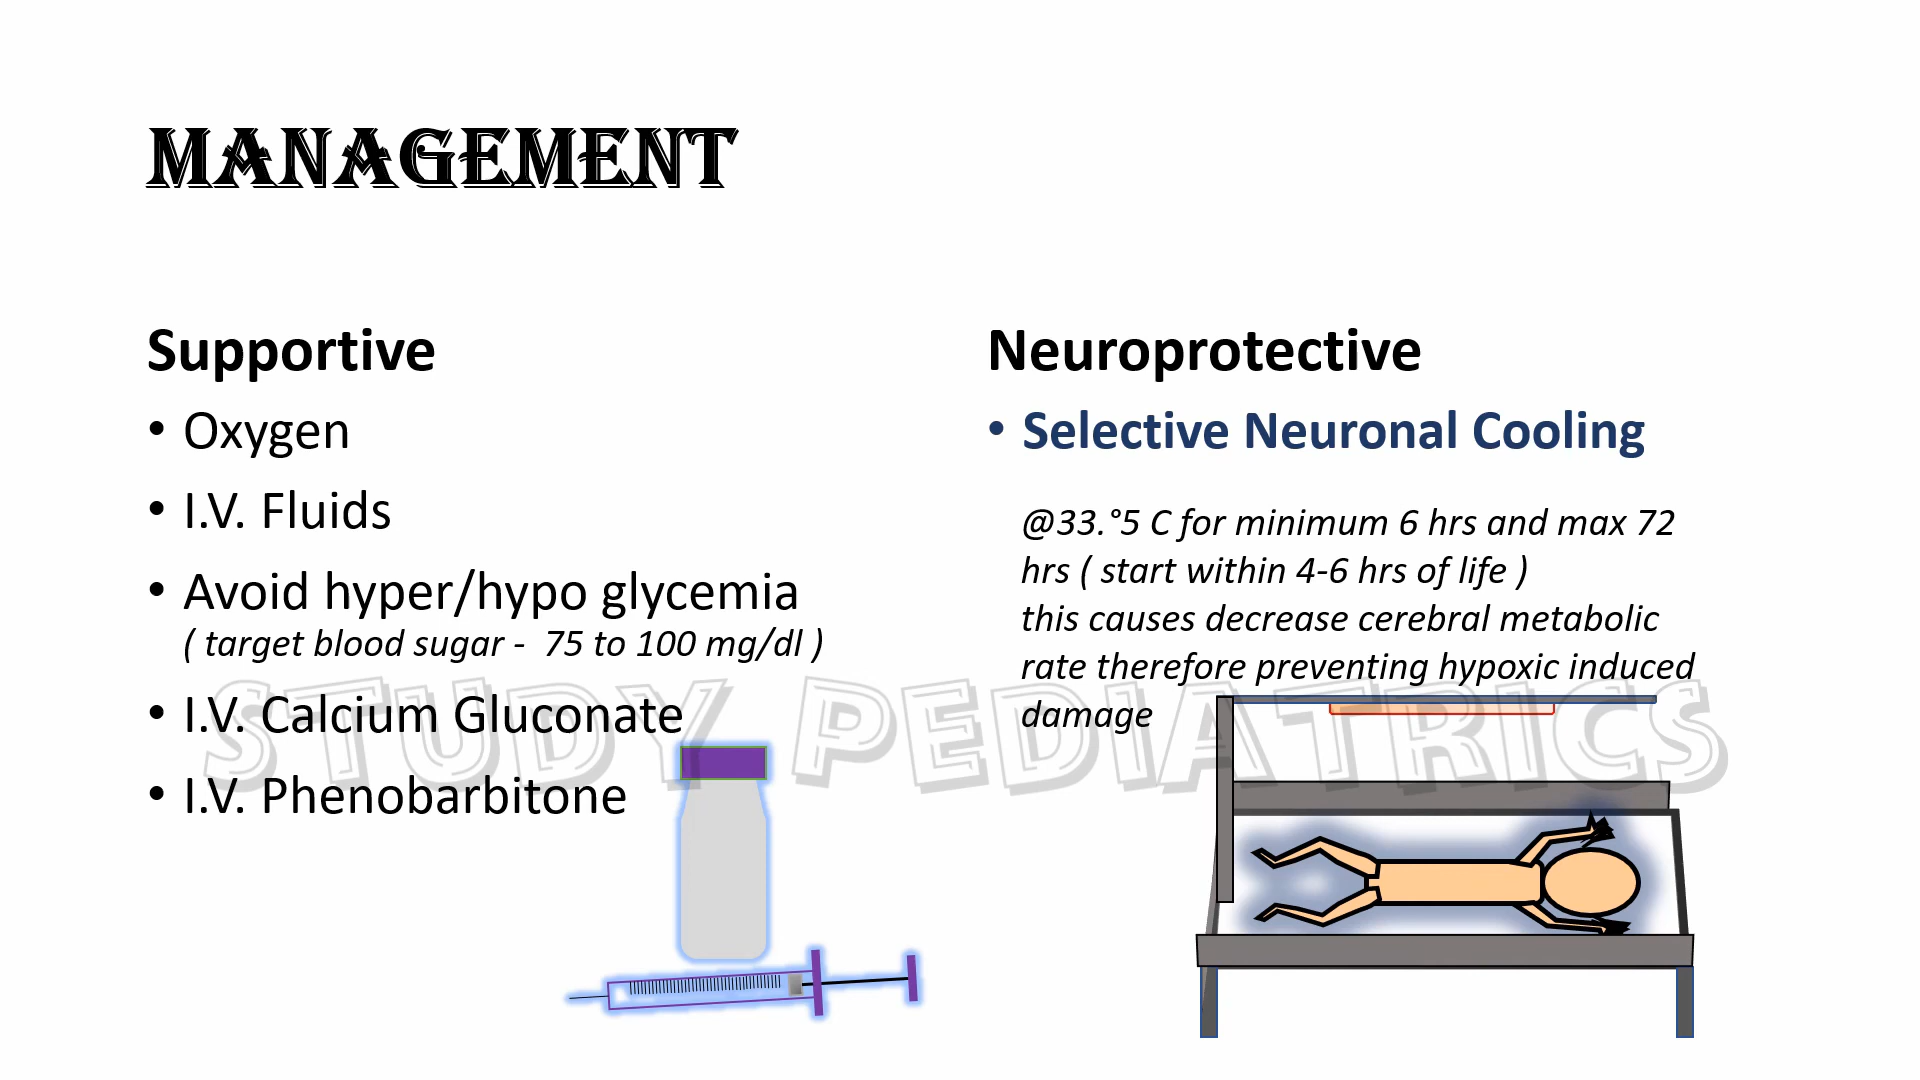 MANAGEMENT
Supportive
• Oxygen
• I.V. Fluids
• Avoid hyper/hypo glycemia
( target blood sugar - 75 to 100 mg/dl )
• I.V. Calcium Gluconate
• I.V. Phenobarbitone
Neuroprotective
• Selective Neuronal Cooling
@33.°5 C for minimum 6 hrs and max 72
hrs ( start within 4-6 hrs of life )
this causes decrease cerebral metabolic
rate therefore preventing hypoxic induced
damage
STUDY PEDIATRICS